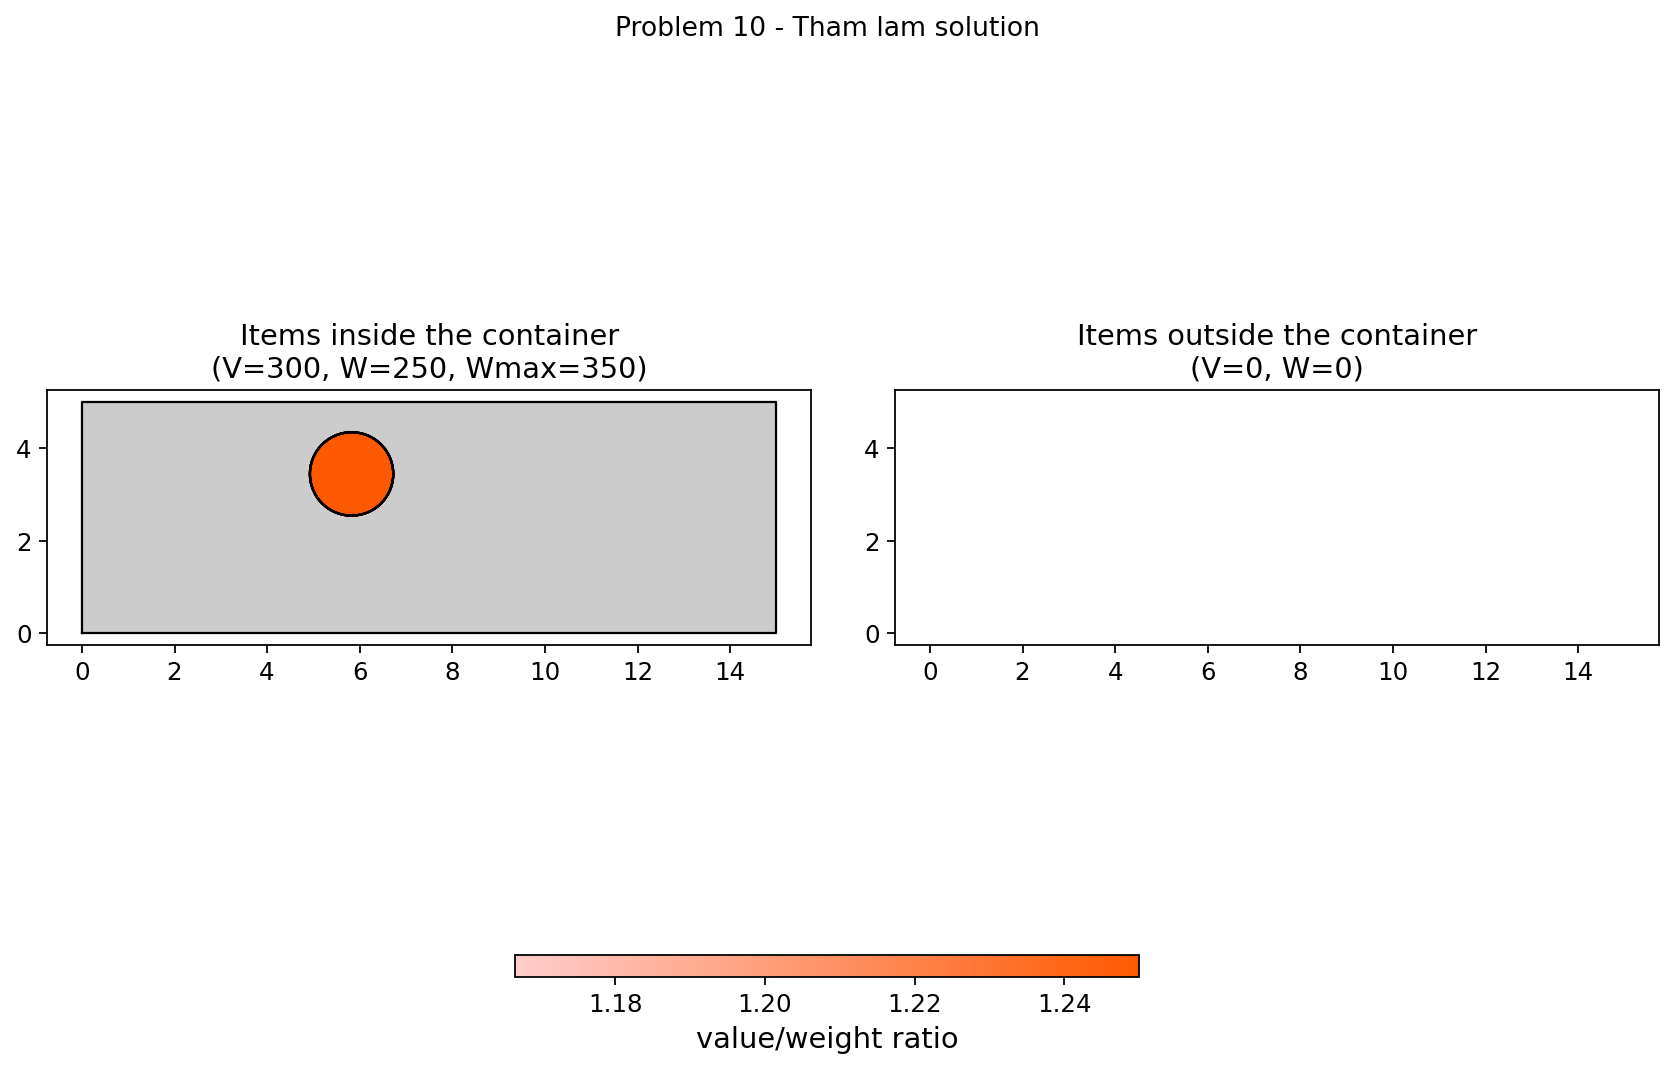 Problem 10 - Tham lam solution
Items inside the container
(V=300, W=250, Wmax=350)
4
2
0
0 2 4 6 8 10 12 14
Items outside the container
(V=0, W=0)
4
2
0
0 2 4 6 8 10 12 14
1.18 1.20 1.22 1.24
value/weight ratio